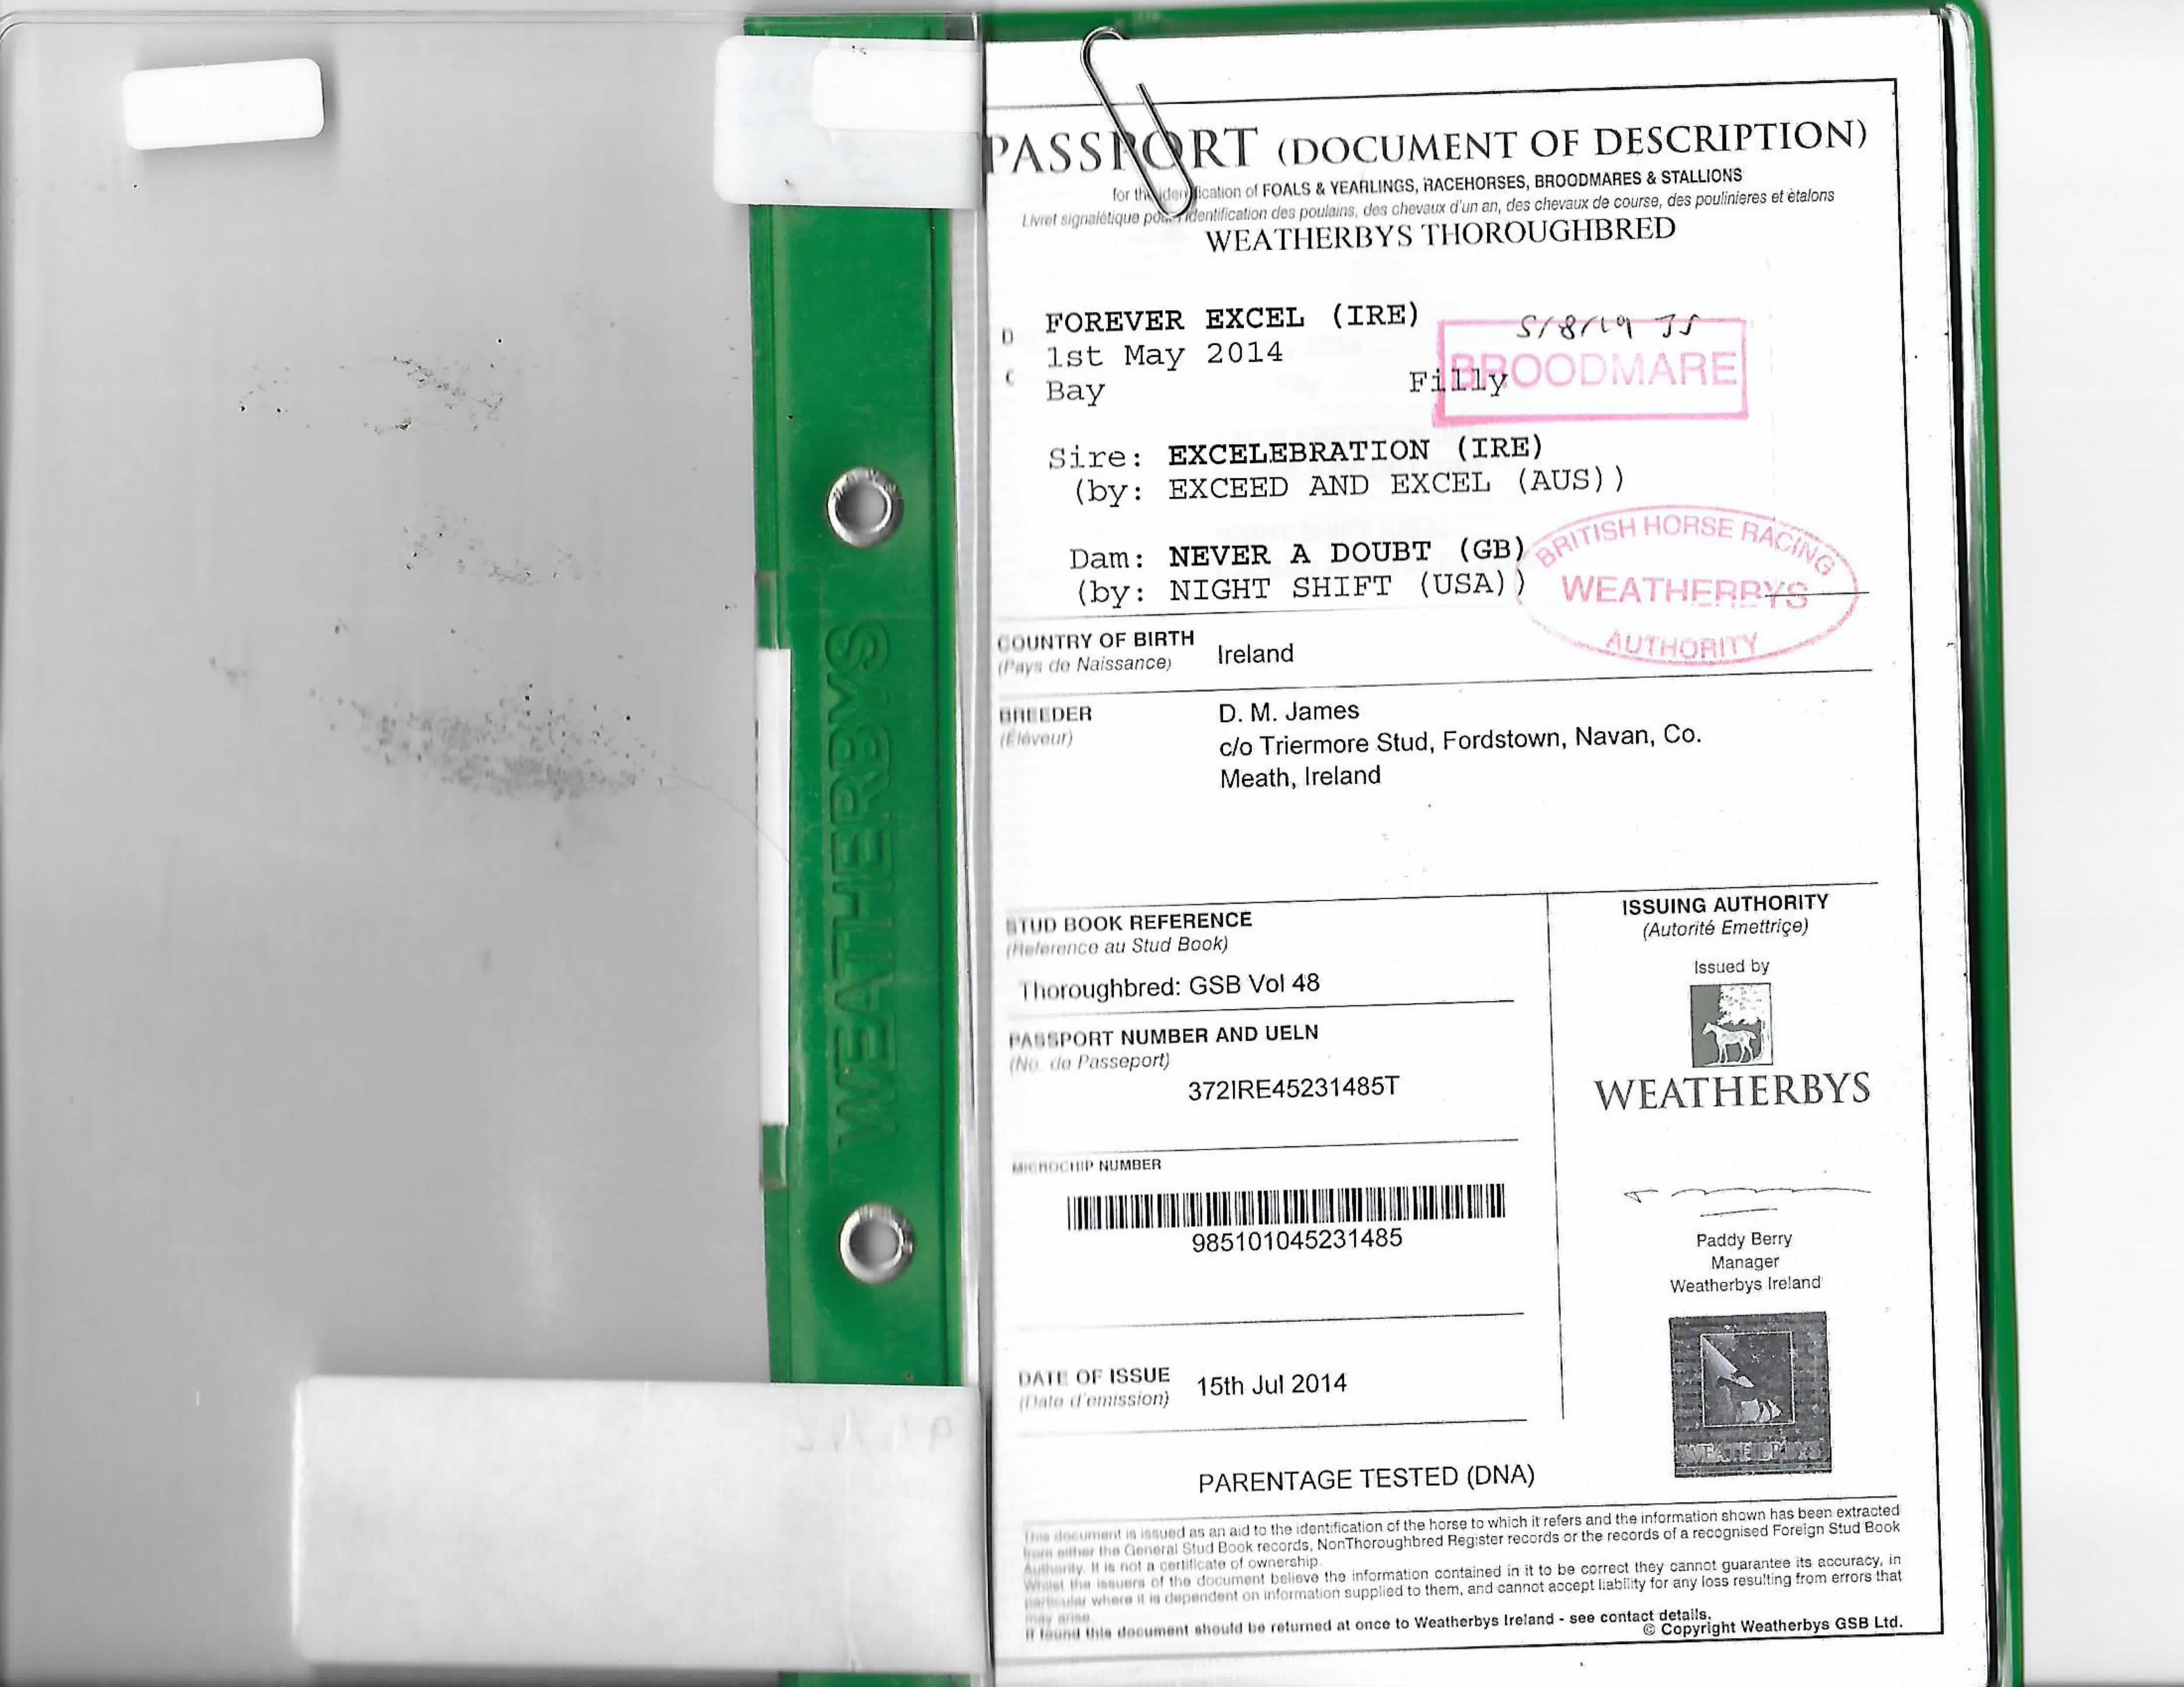 WEATHERBYS
PASSPORT (DOCUMENT OF DESCRIPTION)
for the identification of FOALS & YEARLINGS, RACEHORSES, BROODMARES & STALLIONS
Livret signalétique pour l'identification des poulains, des chevaux d'un an, des chevaux de course, des poulinieres et étalons
WEATHERBYS THOROUGHBRED
FOREVER EXCEL (IRE)
5/8/19 JS
1st May 2014
BROODMARE
Bay Filly
Sire: EXCELEBRATION (IRE)
(by: EXCEED AND EXCEL (AUS))
Dam: NEVER A DOUBT (GB)
(by: NIGHT SHIFT (USA))
BRITISH HORSE RACING
WEATHERBYS
AUTHORITY
COUNTRY OF BIRTH Ireland
(Pays de Naissance)
BREEDER D. M. James
(Eléveur) c/o Triermore Stud, Fordstown, Navan, Co.
Meath, Ireland
STUD BOOK REFERENCE
(Reference au Stud Book)
Thoroughbred: GSB Vol 48
PASSPORT NUMBER AND UELN
(No. de Passeport)
372IRE45231485T
MICROCHIP NUMBER
985101045231485
DATE OF ISSUE 15th Jul 2014
(Date d'emission)
ISSUING AUTHORITY
(Autorité Emettriçe)
Issued by
WEATHERBYS
Paddy Berry
Manager
Weatherbys Ireland
WEATHERBYS
PARENTAGE TESTED (DNA)
This document is issued as an aid to the identification of the horse to which it refers and the information shown has been extracted
from either the General Stud Book records, NonThoroughbred Register records or the records of a recognised Foreign Stud Book
Authority. It is not a certificate of ownership.
Whilst the issuers of the document believe the information contained in it to be correct they cannot guarantee its accuracy, in
particular where it is dependent on information supplied to them, and cannot accept liability for any loss resulting from errors that
may arise.
If found this document should be returned at once to Weatherbys Ireland - see contact details.
© Copyright Weatherbys GSB Ltd.